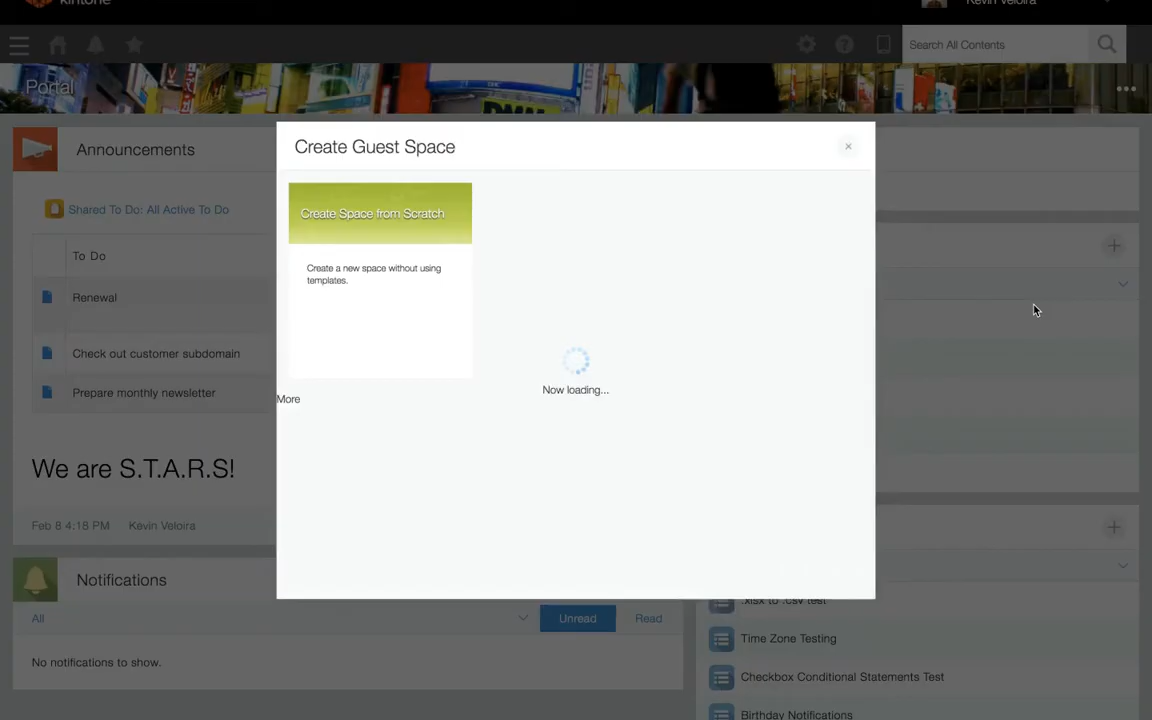 kintone
Kevin Veloira
Search All Contents
Portal
Announcements
Shared To Do: All Active To Do
To Do
Renewal
Check out customer subdomain
Prepare monthly newsletter
We are S.T.A.R.S!
Feb 8 4:18 PM Kevin Veloira
Notifications
All
Unread
Read
No notifications to show.
Create Guest Space
×
Create Space from Scratch
Create a new space without using
templates.
More
Now loading...
.xlsx to .csv test
Time Zone Testing
Checkbox Conditional Statements Test
Birthday Notifications